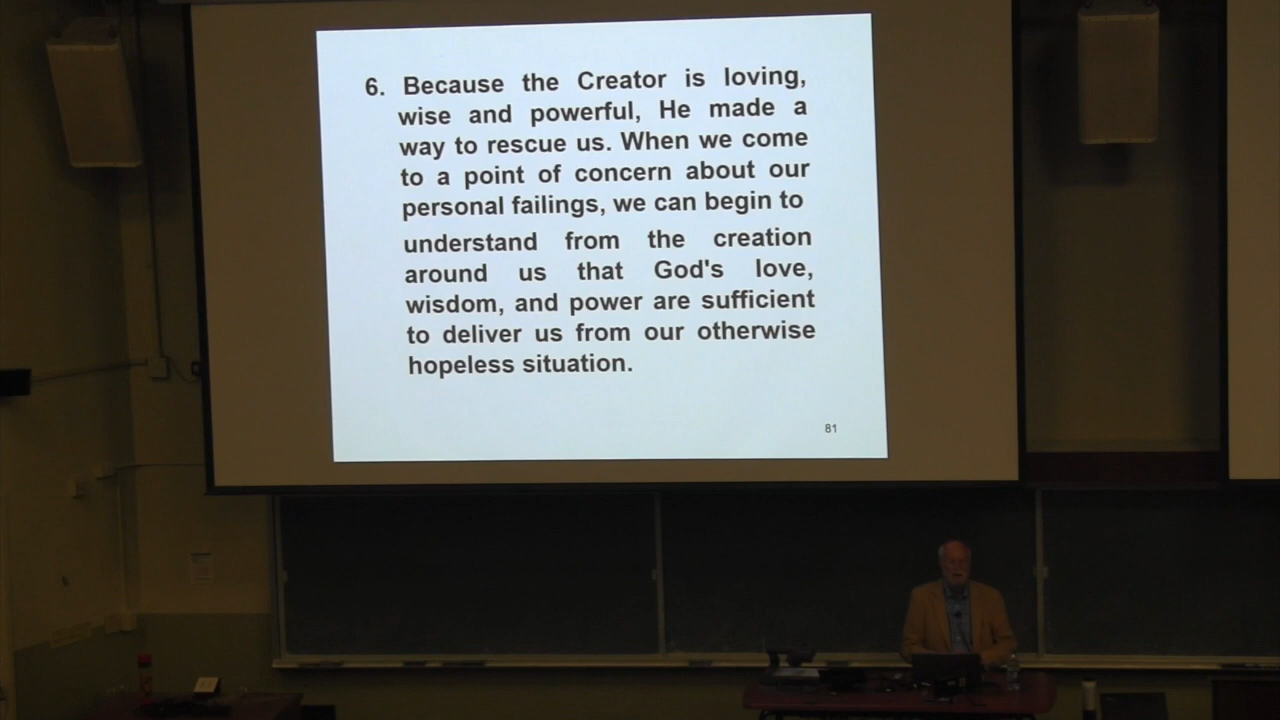 6. Because the Creator is loving,
wise and powerful, He made a
way to rescue us. When we come
to a point of concern about our
personal failings, we can begin to
understand from the creation
around us that God's love,
wisdom, and power are sufficient
to deliver us from our otherwise
hopeless situation.
81